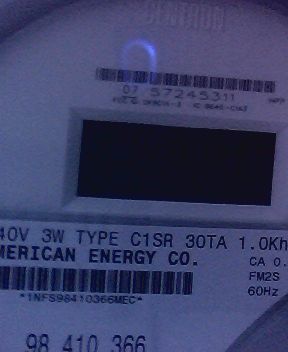 CENTRON
07 57245311
40V 3W TYPE C1SR 30TA 1.0Kh
MERICAN ENERGY CO.
CA 0.
FM2S
60Hz
*1NFS98410366MEC*
98 410 366